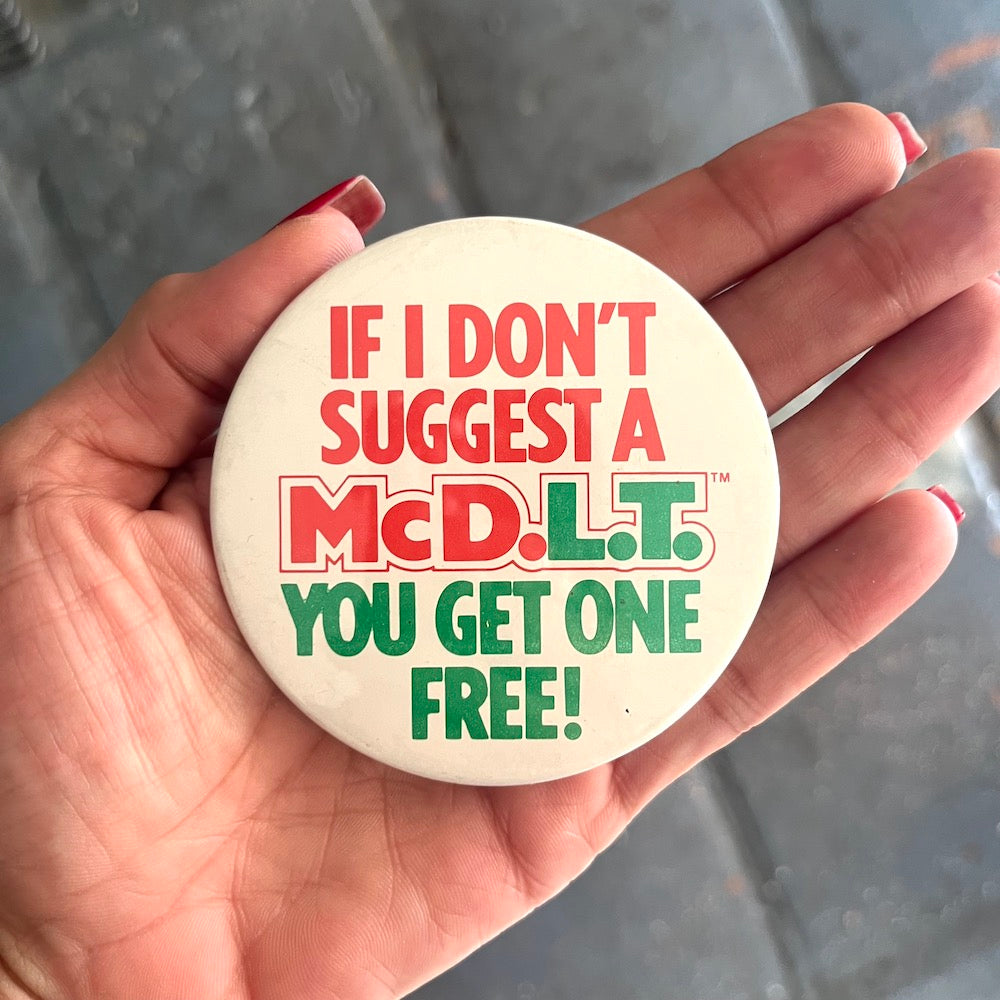 IF I DON'T
SUGGEST A
McD.L.T.™
YOU GET ONE
FREE!